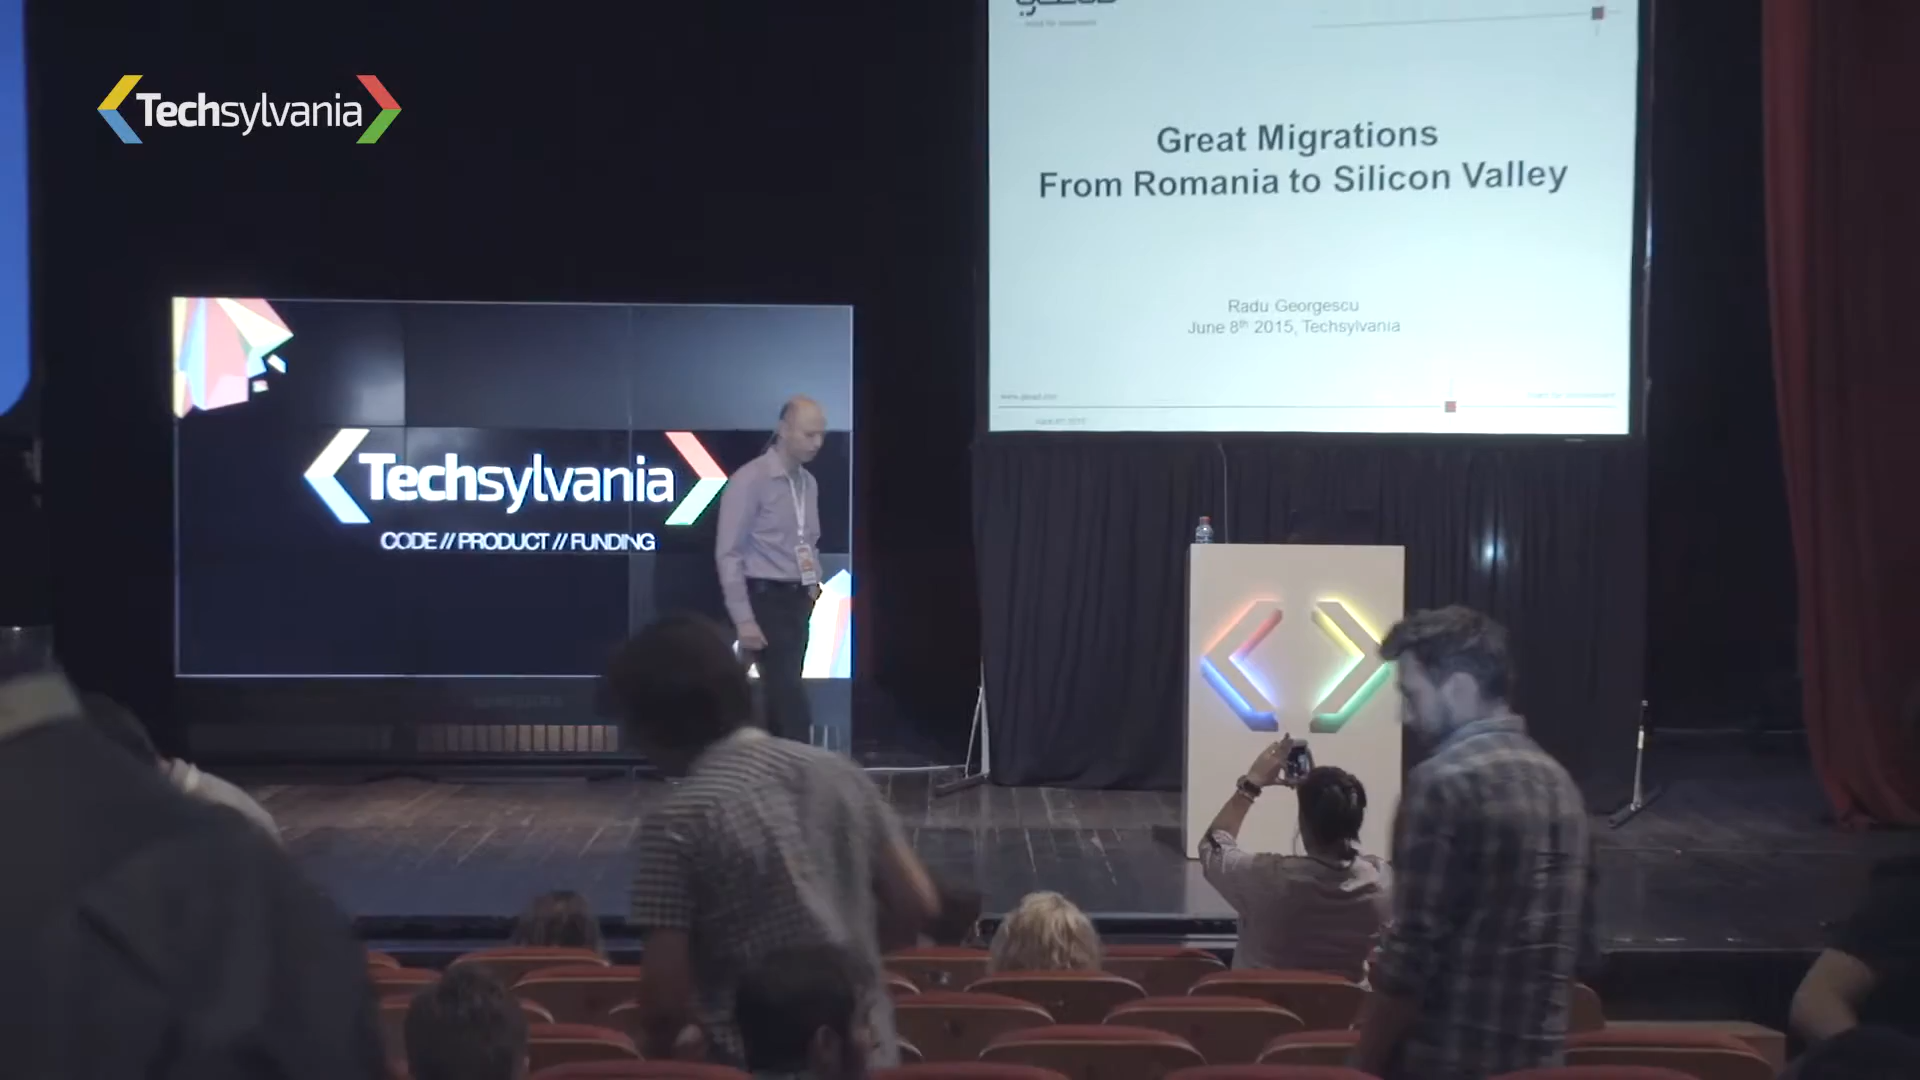 Techsylvania
Great Migrations
From Romania to Silicon Valley
Radu Georgescu
June 8th 2015, Techsylvania
Techsylvania
CODE // PRODUCT // FUNDING